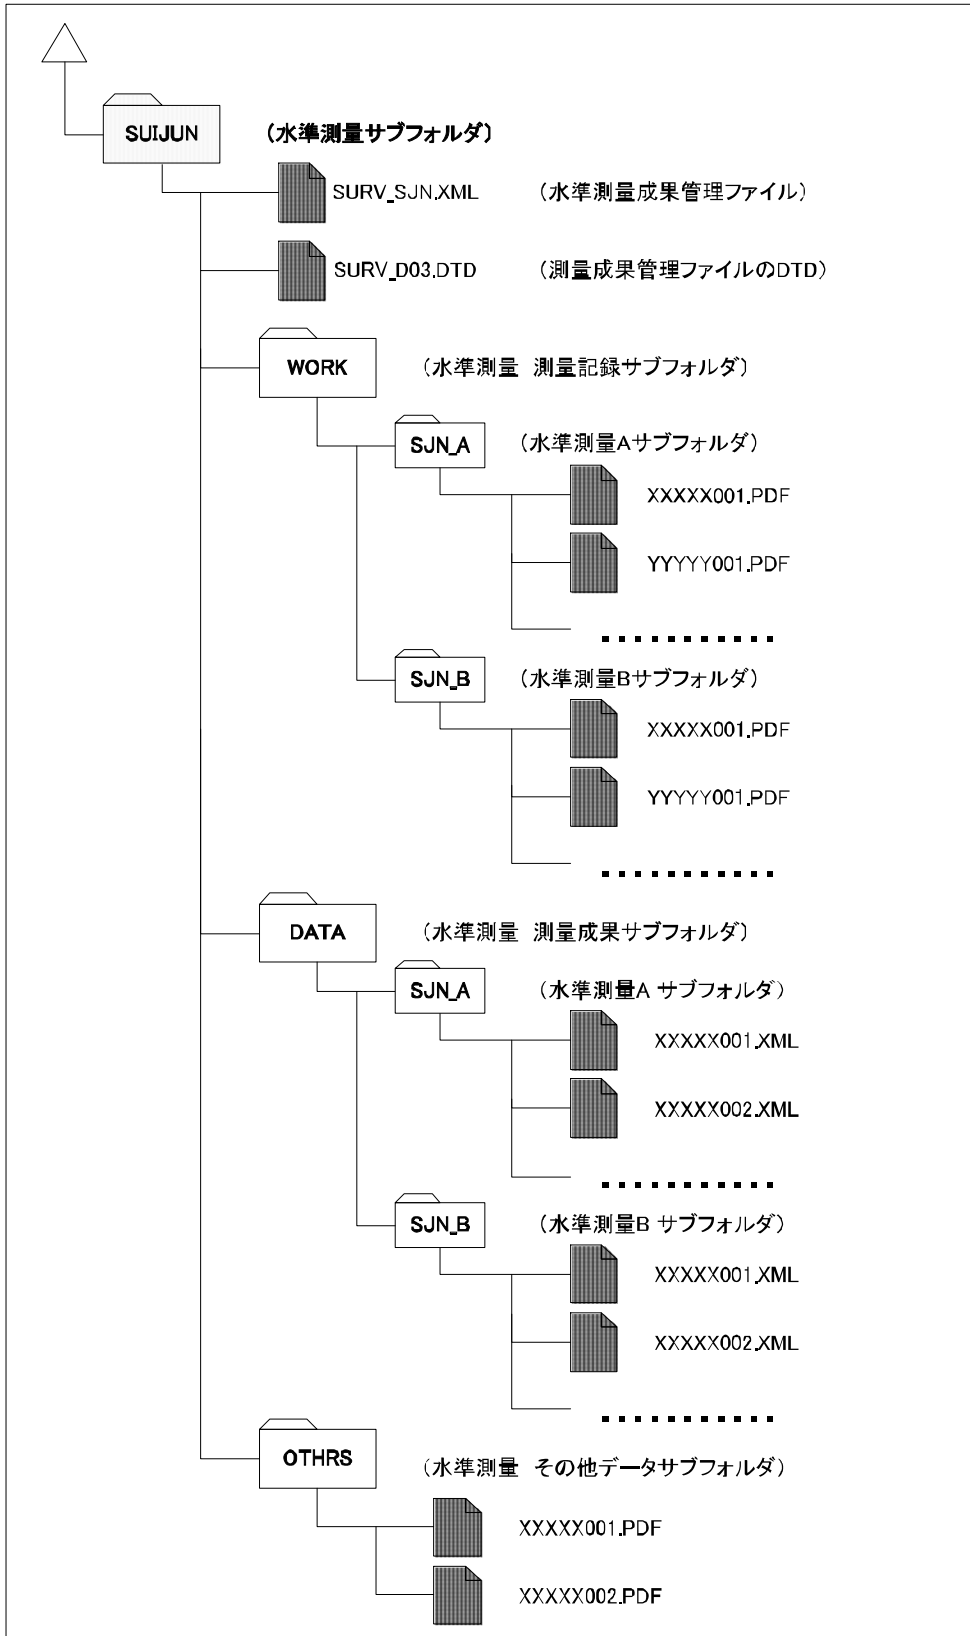 SUIJUN （水準測量サブフォルダ）
SURV_SJN.XML （水準測量成果管理ファイル）
SURV_D03.DTD （測量成果管理ファイルのDTD）
WORK （水準測量　測量記録サブフォルダ）
SJN_A （水準測量Aサブフォルダ）
XXXXX001.PDF
YYYYY001.PDF
...........
SJN_B （水準測量Bサブフォルダ）
XXXXX001.PDF
YYYYY001.PDF
...........
DATA （水準測量　測量成果サブフォルダ）
SJN_A （水準測量A サブフォルダ）
XXXXX001.XML
XXXXX002.XML
...........
SJN_B （水準測量B サブフォルダ）
XXXXX001.XML
XXXXX002.XML
...........
OTHRS （水準測量　その他データサブフォルダ）
XXXXX001.PDF
XXXXX002.PDF